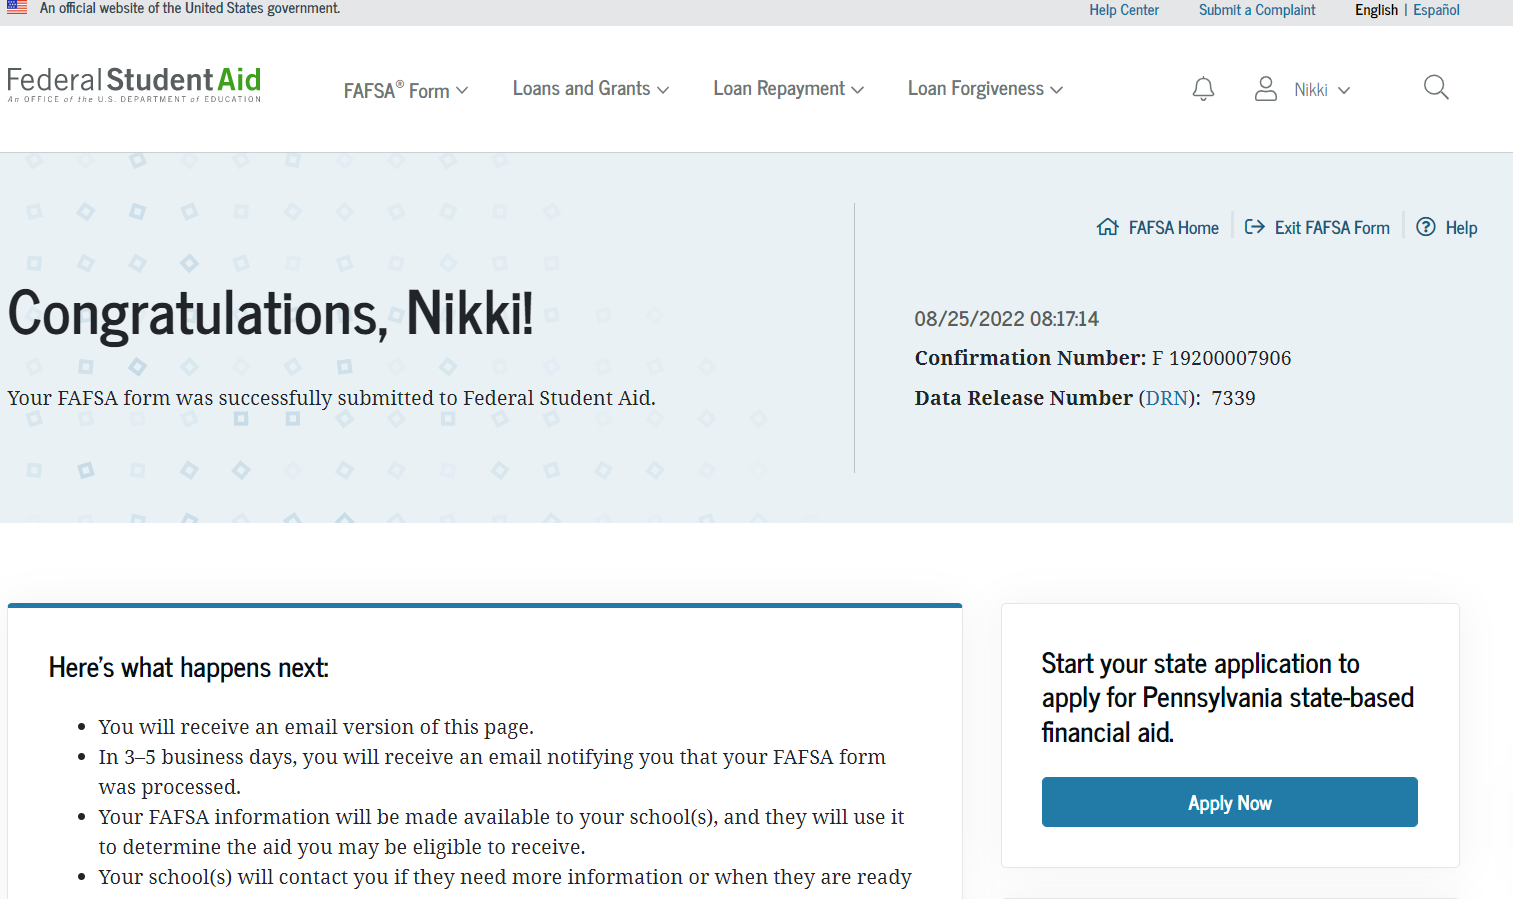 An official website of the United States government.
Help Center
Submit a Complaint
English | Español
Federal Student Aid
An OFFICE of the U.S. DEPARTMENT of EDUCATION
FAFSA® Form
Loans and Grants
Loan Repayment
Loan Forgiveness
Nikki
FAFSA Home
Exit FAFSA Form
Help
Congratulations, Nikki!
Your FAFSA form was successfully submitted to Federal Student Aid.
08/25/2022 08:17:14
Confirmation Number: F 19200007906
Data Release Number (DRN): 7339
Here’s what happens next:
• You will receive an email version of this page.
• In 3–5 business days, you will receive an email notifying you that your FAFSA form
was processed.
• Your FAFSA information will be made available to your school(s), and they will use it
to determine the aid you may be eligible to receive.
• Your school(s) will contact you if they need more information or when they are ready
Start your state application to
apply for Pennsylvania state-based
financial aid.
Apply Now